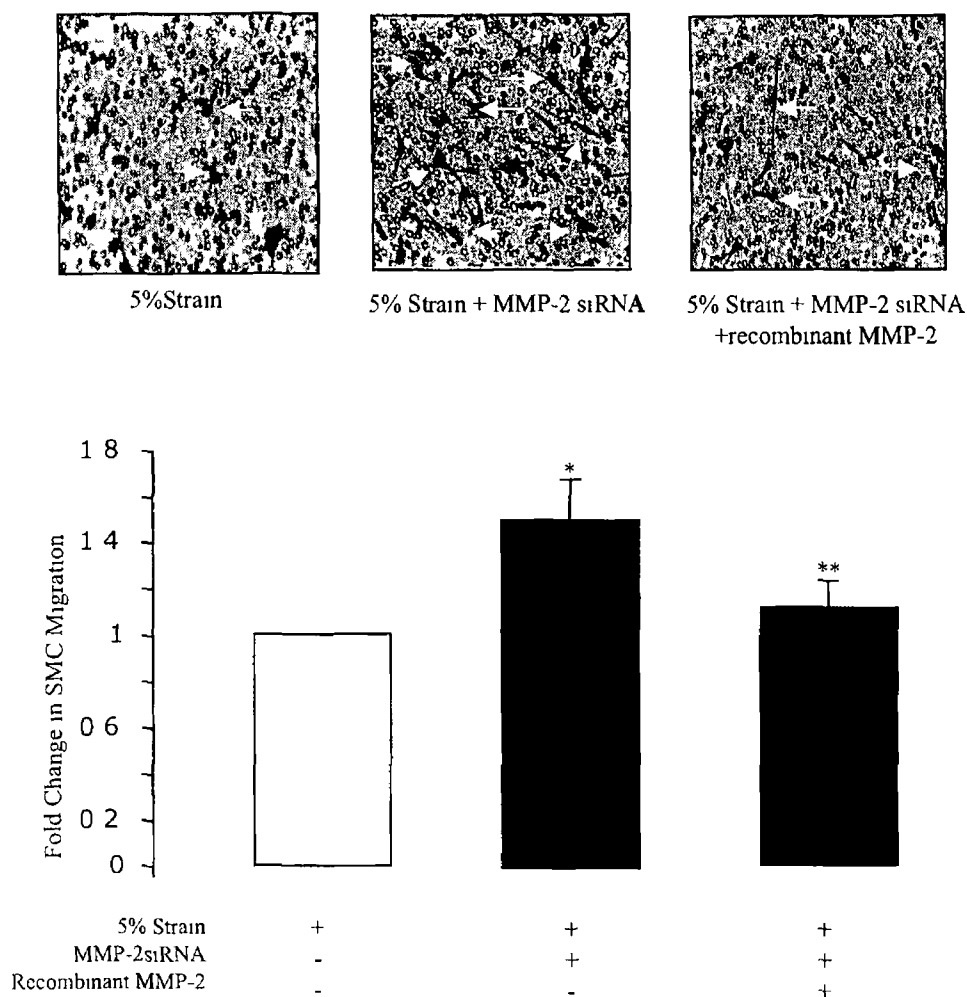 5%Strain
5% Strain + MMP-2 siRNA
5% Strain + MMP-2 siRNA
+recombinant MMP-2
Fold Change in SMC Migration
1 8
1 4
1
0 6
0 2
0
*
**
5% Strain + + +
MMP-2siRNA - + +
Recombinant MMP-2 - - +